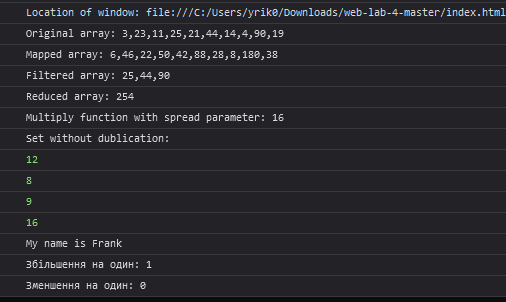 Location of window: file:///C:/Users/yrik0/Downloads/web-lab-4-master/index.html
Original array: 3,23,11,25,21,44,14,4,90,19
Mapped array: 6,46,22,50,42,88,28,8,180,38
Filtered array: 25,44,90
Reduced array: 254
Multiply function with spread parameter: 16
Set without dublication:
12
8
9
16
My name is Frank
Збільшення на один: 1
Зменшення на один: 0